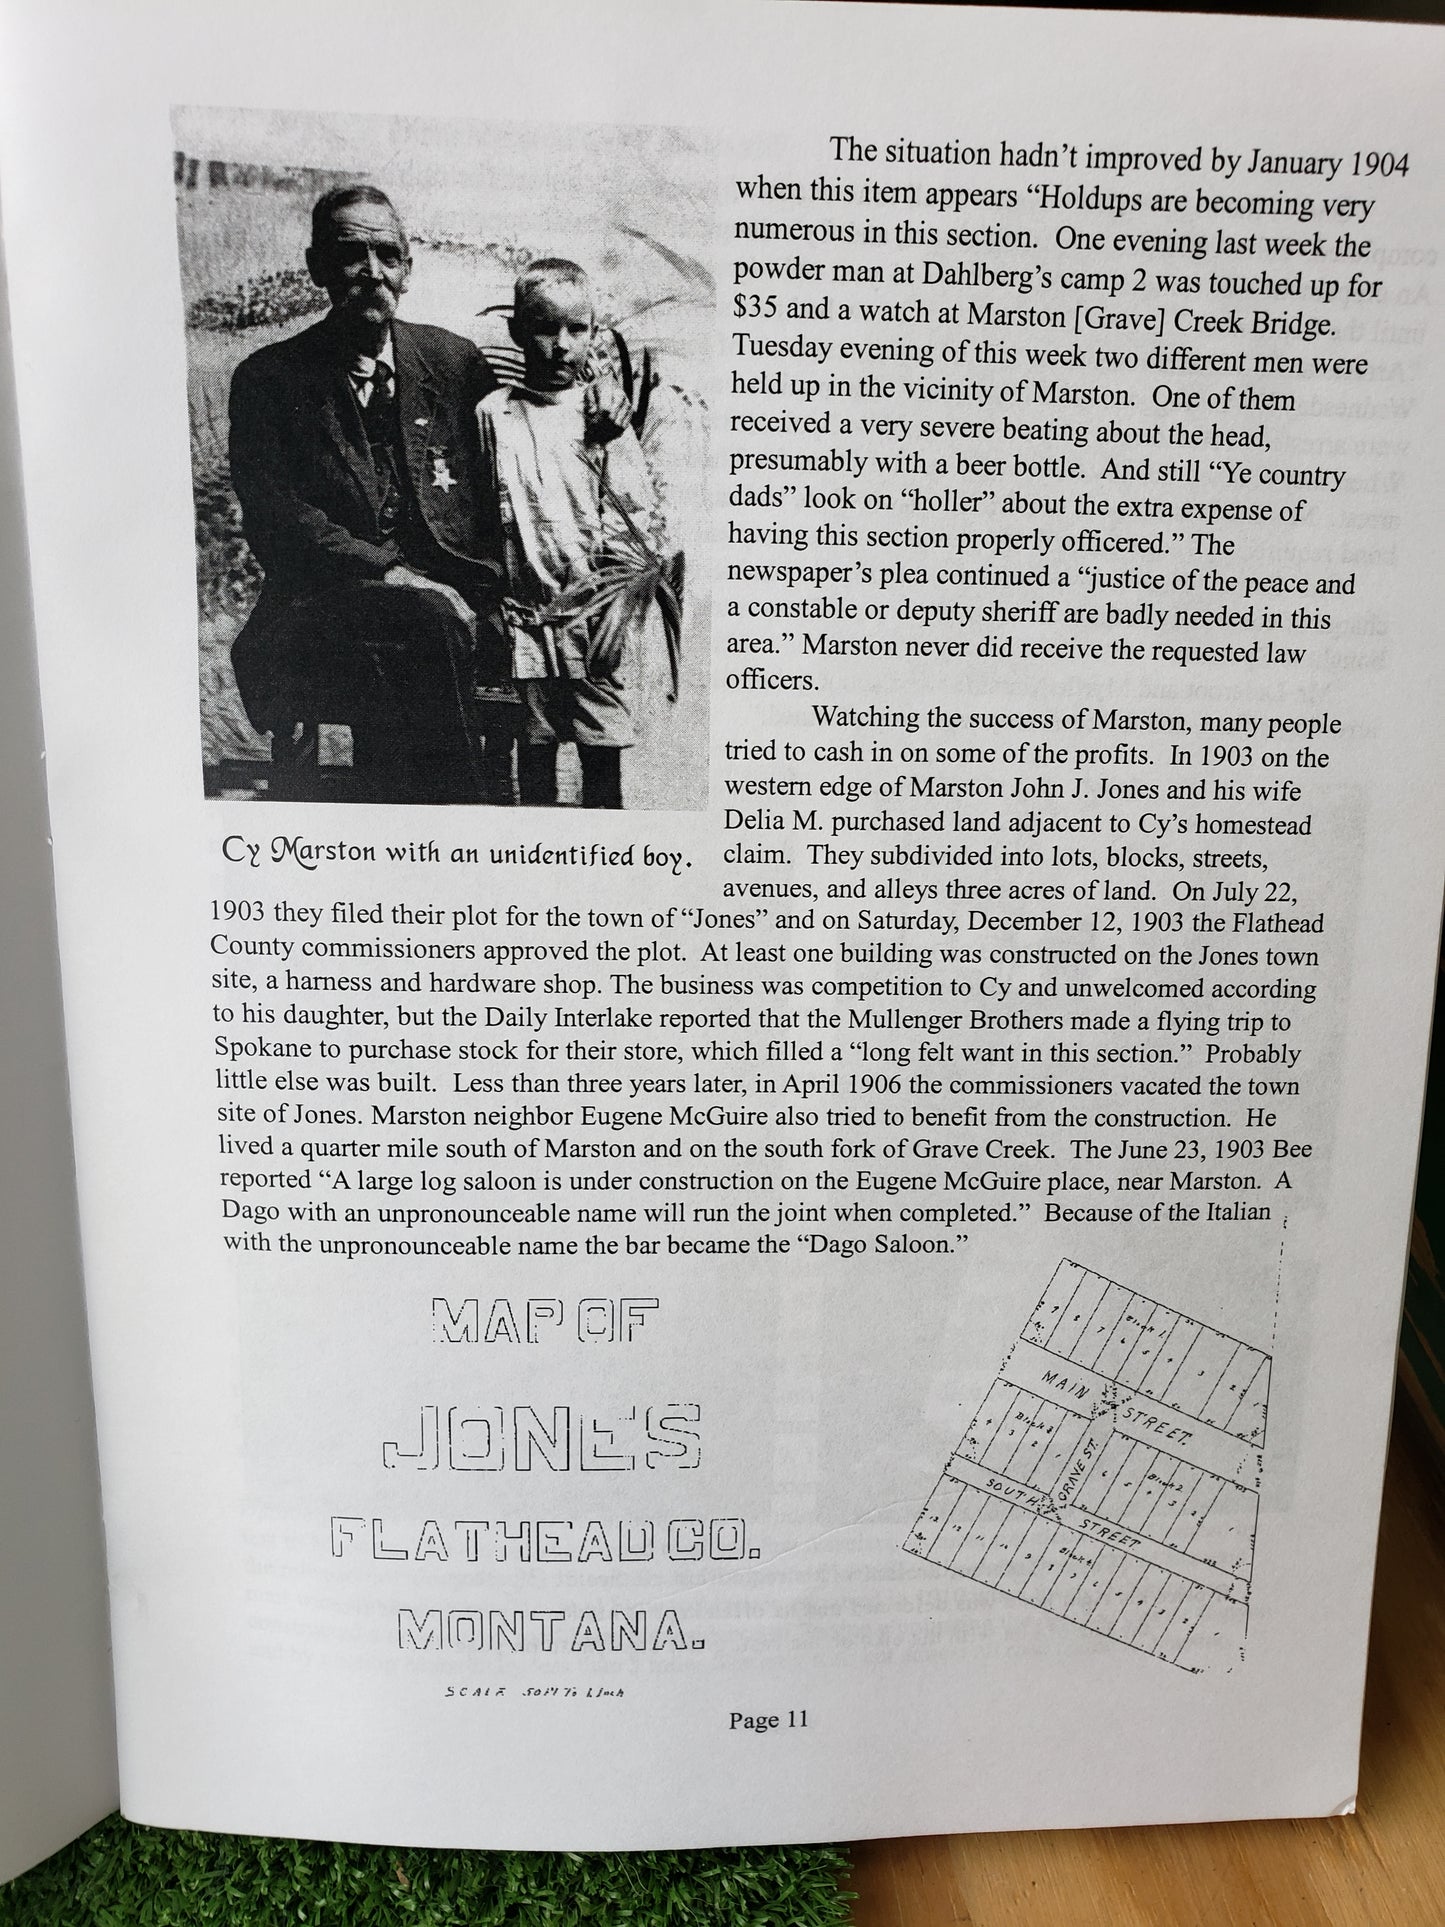 The situation hadn't improved by January 1904
when this item appears “Holdups are becoming very
numerous in this section.  One evening last week the
powder man at Dahlberg's camp 2 was touched up for
$35 and a watch at Marston [Grave] Creek Bridge.
Tuesday evening of this week two different men were
held up in the vicinity of Marston.  One of them
received a very severe beating about the head,
presumably with a beer bottle.  And still “Ye country
dads” look on “holler” about the extra expense of
having this section properly officered.” The
newspaper's plea continued a “justice of the peace and
a constable or deputy sheriff are badly needed in this
area.” Marston never did receive the requested law
officers.
Watching the success of Marston, many people
tried to cash in on some of the profits.  In 1903 on the
western edge of Marston John J. Jones and his wife
Delia M. purchased land adjacent to Cy's homestead
claim.  They subdivided into lots, blocks, streets,
avenues, and alleys three acres of land.  On July 22,
Cy Marston with an unidentified boy.
1903 they filed their plot for the town of “Jones” and on Saturday, December 12, 1903 the Flathead
County commissioners approved the plot.  At least one building was constructed on the Jones town
site, a harness and hardware shop. The business was competition to Cy and unwelcomed according
to his daughter, but the Daily Interlake reported that the Mullenger Brothers made a flying trip to
Spokane to purchase stock for their store, which filled a “long felt want in this section.”  Probably
little else was built.  Less than three years later, in April 1906 the commissioners vacated the town
site of Jones. Marston neighbor Eugene McGuire also tried to benefit from the construction.  He
lived a quarter mile south of Marston and on the south fork of Grave Creek.  The June 23, 1903 Bee
reported “A large log saloon is under construction on the Eugene McGuire place, near Marston.  A
Dago with an unpronounceable name will run the joint when completed.”  Because of the Italian
with the unpronounceable name the bar became the “Dago Saloon.”
MAP OF
JONES
FLATHEAD CO.
MONTANA.
SCALE
MAIN STREET.
GRAVE ST.
SOUTH STREET
Page 11